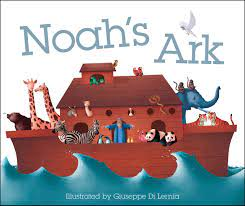 Noah's
Ark
Illustrated by Giuseppe Di Lernia